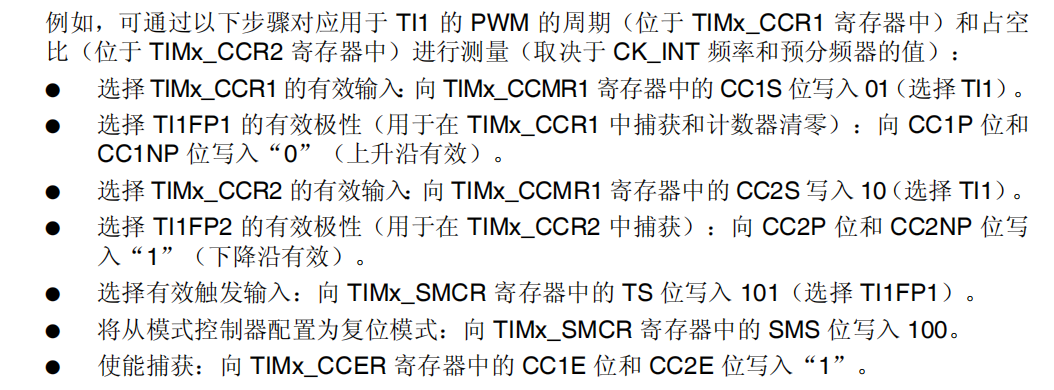 例如，可通过以下步骤对应用于 TI1 的 PWM 的周期（位于 TIMx_CCR1 寄存器中）和占空
比（位于 TIMx_CCR2 寄存器中）进行测量（取决于 CK_INT 频率和预分频器的值）：
● 选择 TIMx_CCR1 的有效输入：向 TIMx_CCMR1 寄存器中的 CC1S 位写入 01（选择 TI1）。
● 选择 TI1FP1 的有效极性（用于在 TIMx_CCR1 中捕获和计数器清零）：向 CC1P 位和
CC1NP 位写入“0”（上升沿有效）。
● 选择 TIMx_CCR2 的有效输入：向 TIMx_CCMR1 寄存器中的 CC2S 写入 10（选择 TI1）。
● 选择 TI1FP2 的有效极性（用于在 TIMx_CCR2 中捕获）：向 CC2P 位和 CC2NP 位写
入“1”（下降沿有效）。
● 选择有效触发输入：向 TIMx_SMCR 寄存器中的 TS 位写入 101（选择 TI1FP1）。
● 将从模式控制器配置为复位模式：向 TIMx_SMCR 寄存器中的 SMS 位写入 100。
● 使能捕获：向 TIMx_CCER 寄存器中的 CC1E 位和 CC2E 位写入“1”。